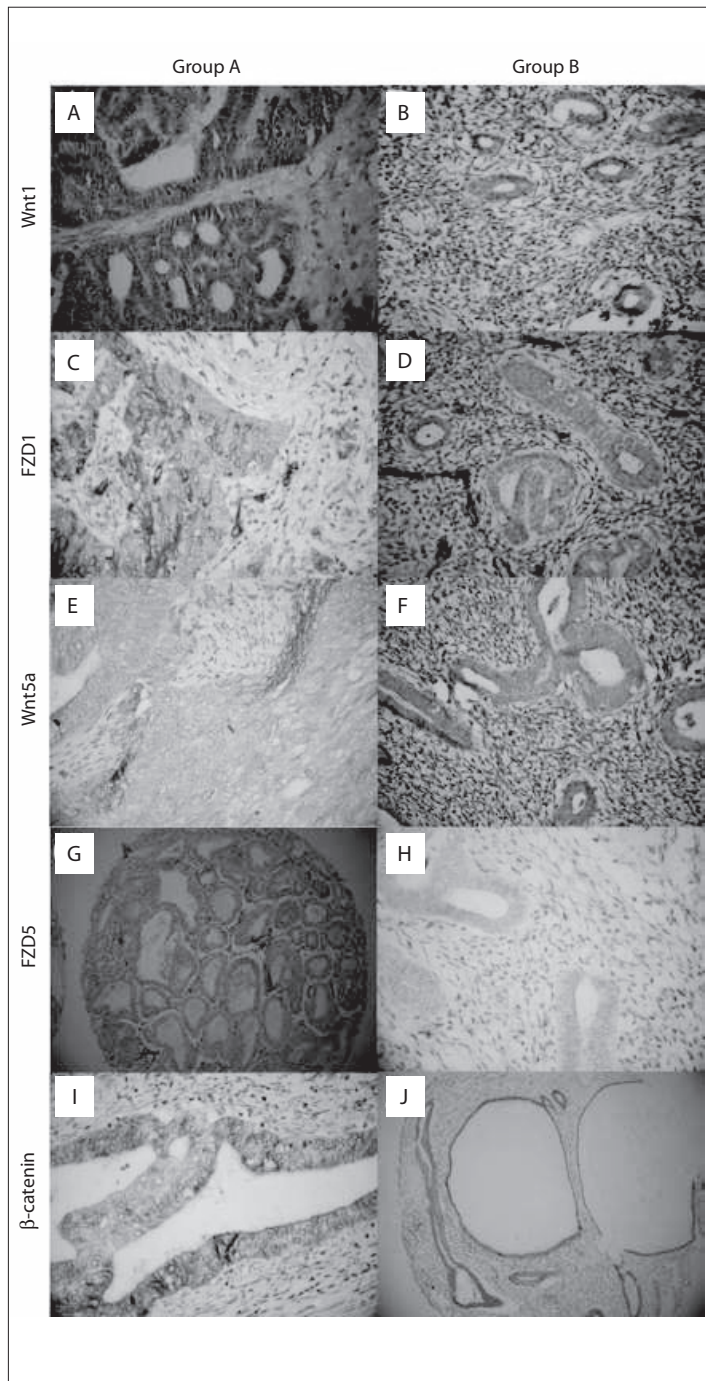 Group A Group B
Wnt1
A B
FZD1
C D
Wnt5a
E F
FZD5
G H
β-catenin
I J